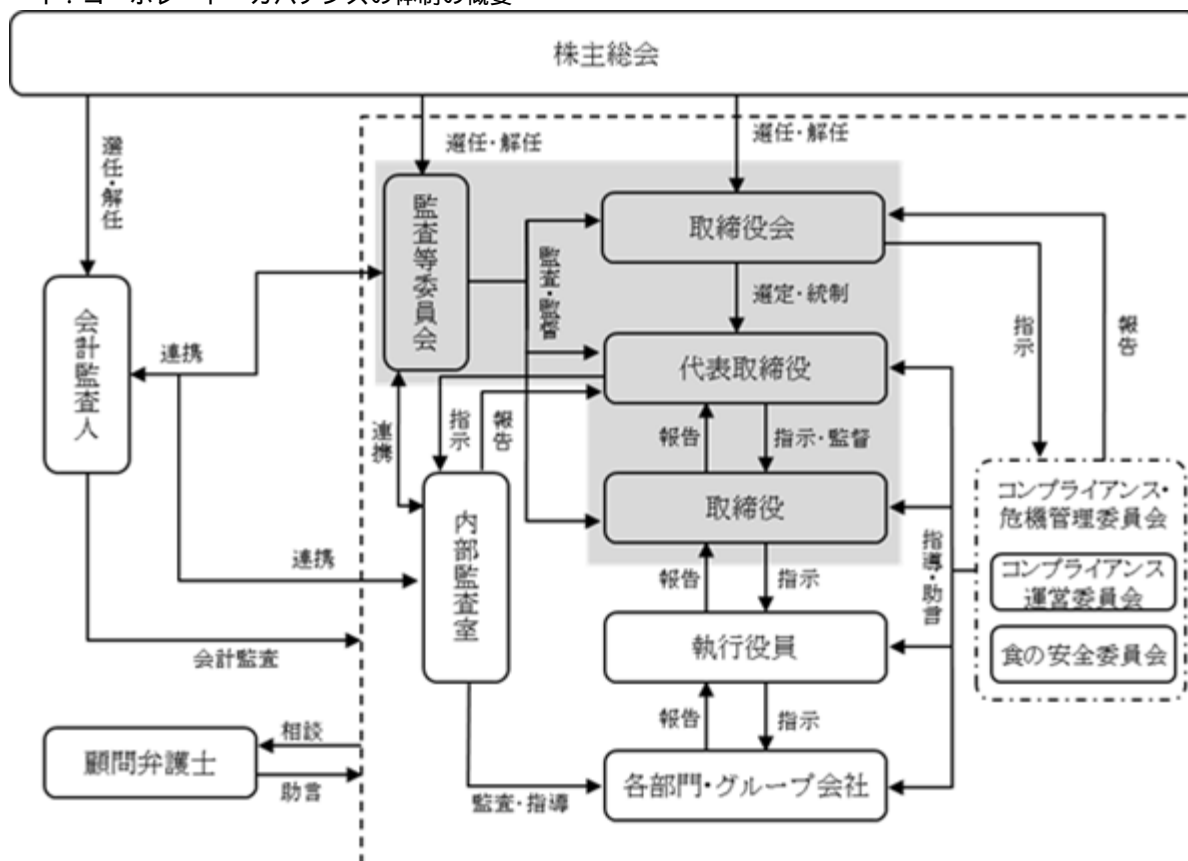 株主総会
選任・解任
選任・解任
選任・解任
監査等委員会
取締役会
監査・監督
選定・統制
指示
報告
会計監査人
連携
代表取締役
連携
指示
報告
報告
指示・監督
内部監査室
取締役
コンプライアンス・
危機管理委員会
連携
報告
指示
指導・助言
コンプライアンス
運営委員会
会計監査
執行役員
食の安全委員会
報告
指示
相談
顧問弁護士
助言
監査・指導
各部門・グループ会社